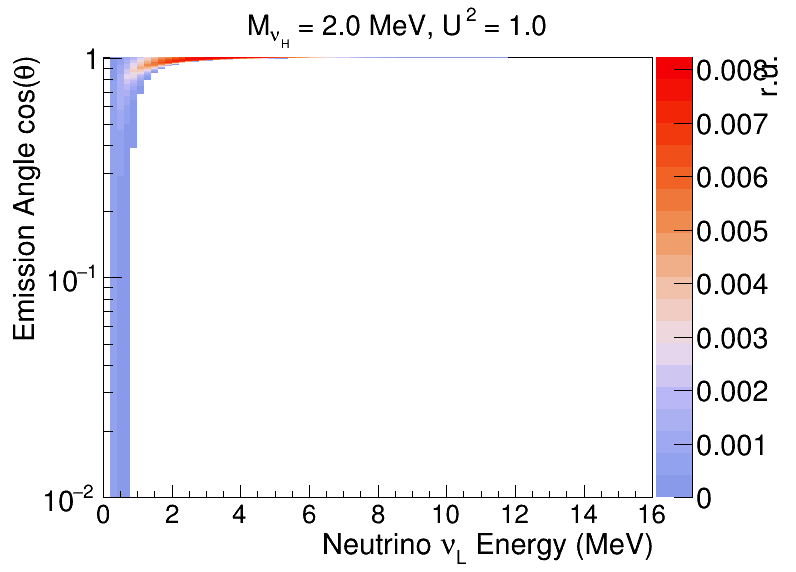 M_{ν_H} = 2.0 MeV, U² = 1.0
Emission Angle cos(θ)
1
10⁻¹
10⁻²
0 2 4 6 8 10 12 14 16
Neutrino ν_L Energy (MeV)
r.u.
0.008
0.007
0.006
0.005
0.004
0.003
0.002
0.001
0